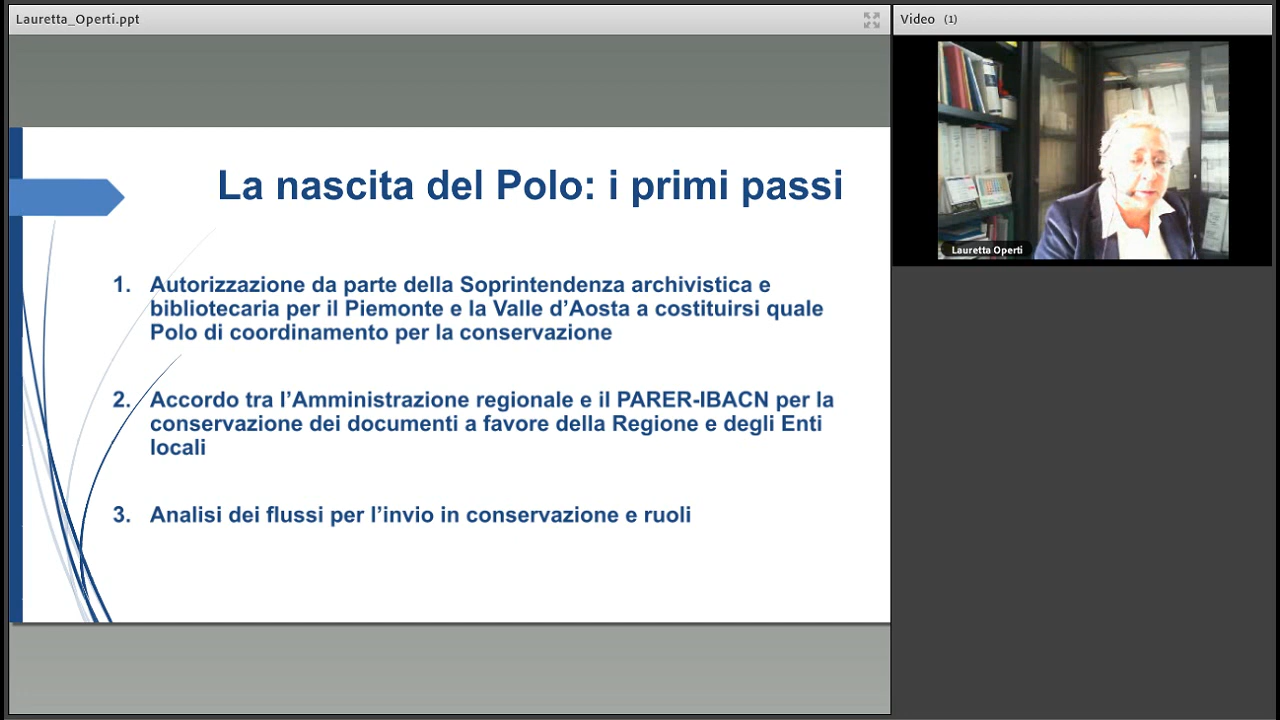 Lauretta_Operti.ppt
Video (1)
Lauretta Operti
La nascita del Polo: i primi passi
1. Autorizzazione da parte della Soprintendenza archivistica e
bibliotecaria per il Piemonte e la Valle d’Aosta a costituirsi quale
Polo di coordinamento per la conservazione
2. Accordo tra l’Amministrazione regionale e il PARER-IBACN per la
conservazione dei documenti a favore della Regione e degli Enti
locali
3. Analisi dei flussi per l’invio in conservazione e ruoli